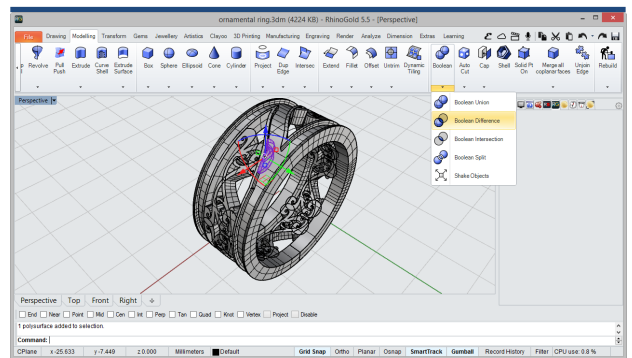 ornamental ring.3dm (4224 KB) - RhinoGold 5.5 - [Perspective]
File Drawing Modelling Transform Gems Jewellery Artistica Clayoo 3D Printing Manufacturing Engraving Render Analyze Dimension Extras Learning
Revolve Pull Push Extrude Curve Shell Extrude Surface Box Sphere Ellipsoid Cone Cylinder Project Dup Edge Intersec Extend Fillet Offset Untrim Dynamic Tiling Boolean Auto Cut Cap Shell Solid Pt On Merge all coplanar faces Unjoin Edge Rebuild
Perspective
Boolean Union
Boolean Difference
Boolean Intersection
Boolean Split
Shake Objects
Perspective Top Front Right
End Near Point Mid Cen Int Perp Tan Quad Knot Vertex Project Disable
1 polysurface added to selection.
Command:
CPlane x -25.633 y -7.449 z 0.000 Millimeters Default Grid Snap Ortho Planar Osnap SmartTrack Gumball Record History Filter CPU use: 0.8 %